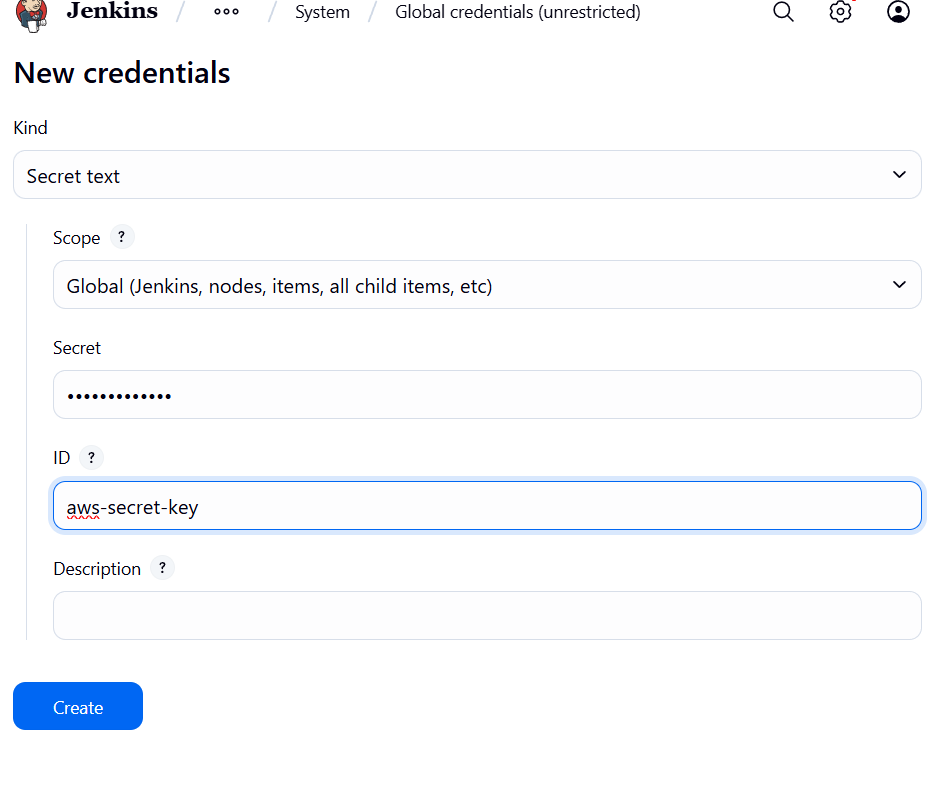 Jenkins / ooo / System / Global credentials (unrestricted)
New credentials
Kind
Secret text
Scope ?
Global (Jenkins, nodes, items, all child items, etc)
Secret
•••••••••••••
ID ?
aws-secret-key
Description ?
Create